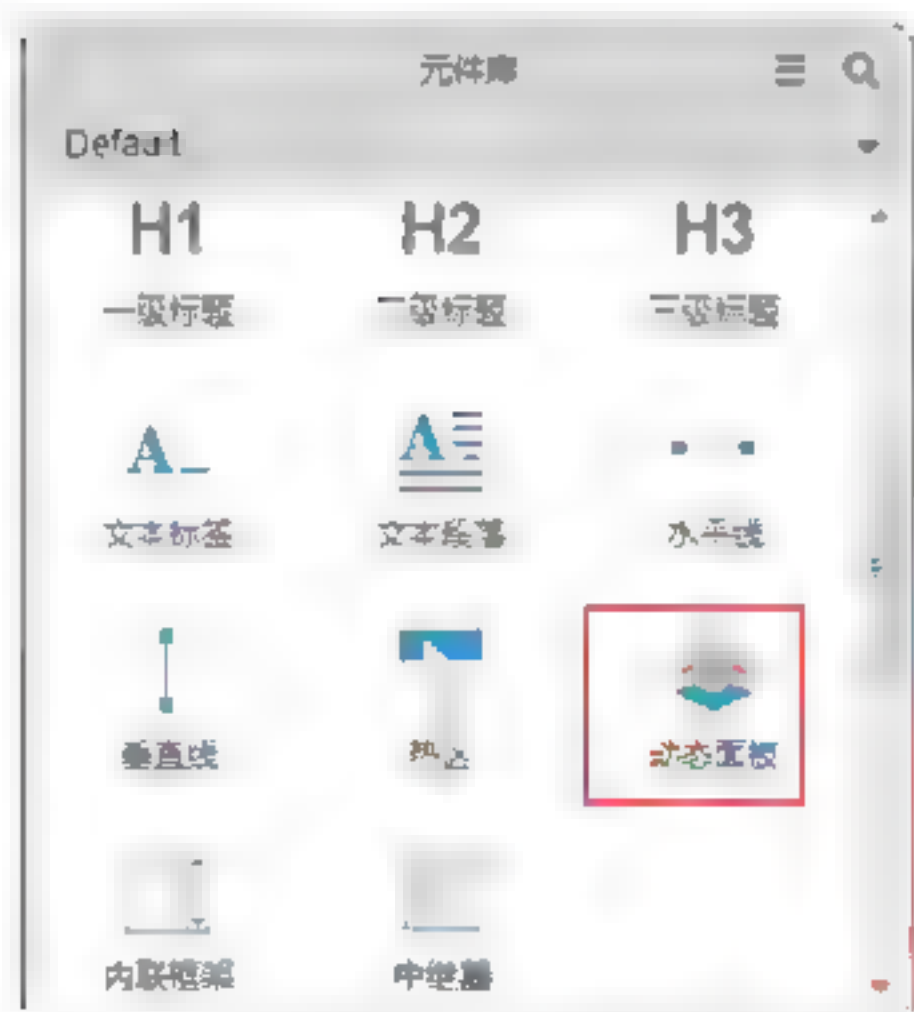 元件库
Default
H1 H2 H3
一级标题 二级标题 三级标题
文本标签 文本段落 水平线
垂直线 热区 动态面板
内联框架 中继器